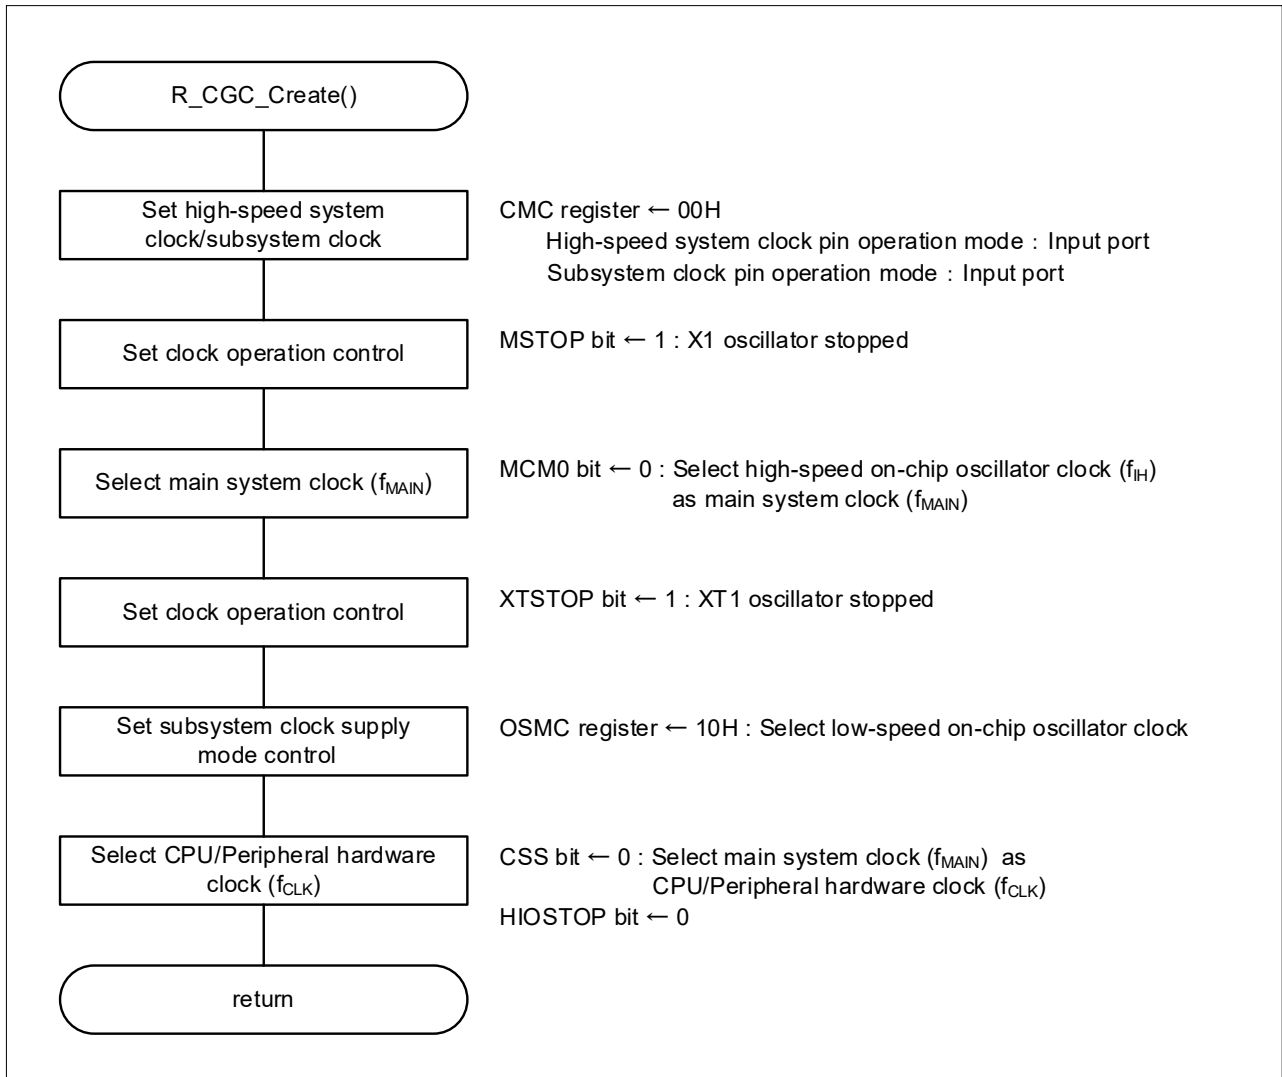 R_CGC_Create()
Set high-speed system
clock/subsystem clock
CMC register ← 00H
High-speed system clock pin operation mode : Input port
Subsystem clock pin operation mode : Input port
Set clock operation control
MSTOP bit ← 1 : X1 oscillator stopped
Select main system clock (fMAIN)
MCM0 bit ← 0 : Select high-speed on-chip oscillator clock (fIH)
as main system clock (fMAIN)
Set clock operation control
XTSTOP bit ← 1 : XT1 oscillator stopped
Set subsystem clock supply
mode control
OSMC register ← 10H : Select low-speed on-chip oscillator clock
Select CPU/Peripheral hardware
clock (fCLK)
CSS bit ← 0 : Select main system clock (fMAIN) as
CPU/Peripheral hardware clock (fCLK)
HIOSTOP bit ← 0
return